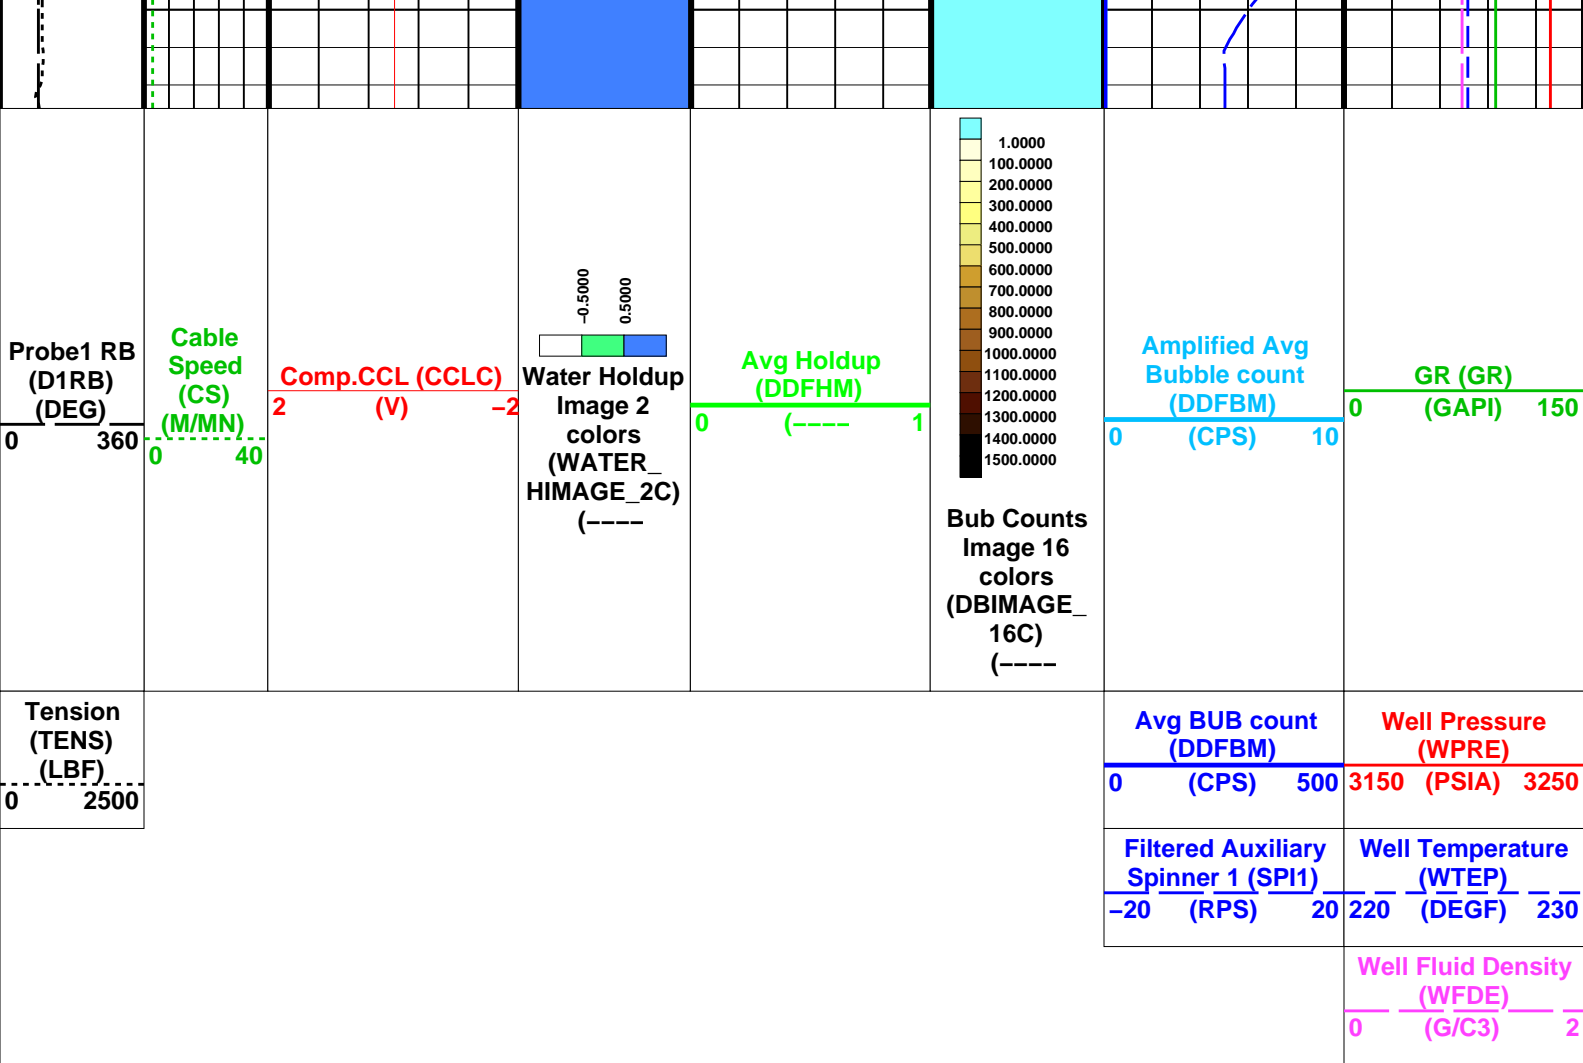 Probe1 RB
(D1RB)
(DEG)
0 360
Cable
Speed
(CS)
(M/MN)
0 40
Comp.CCL (CCLC)
2 (V) −2
−0.5000
0.5000
Water Holdup
Image 2
colors
(WATER_
HIMAGE_2C)
(−−−−
Avg Holdup
(DDFHM)
0 (−−−− 1
1.0000
100.0000
200.0000
300.0000
400.0000
500.0000
600.0000
700.0000
800.0000
900.0000
1000.0000
1100.0000
1200.0000
1300.0000
1400.0000
1500.0000
Bub Counts
Image 16
colors
(DBIMAGE_
16C)
(−−−−
Amplified Avg
Bubble count
(DDFBM)
0 (CPS) 10
GR (GR)
0 (GAPI) 150
Tension
(TENS)
(LBF)
0 2500
Avg BUB count
(DDFBM)
0 (CPS) 500
Well Pressure
(WPRE)
3150 (PSIA) 3250
Filtered Auxiliary
Spinner 1 (SPI1)
−20 (RPS) 20
Well Temperature
(WTEP)
220 (DEGF) 230
Well Fluid Density
(WFDE)
0 (G/C3) 2